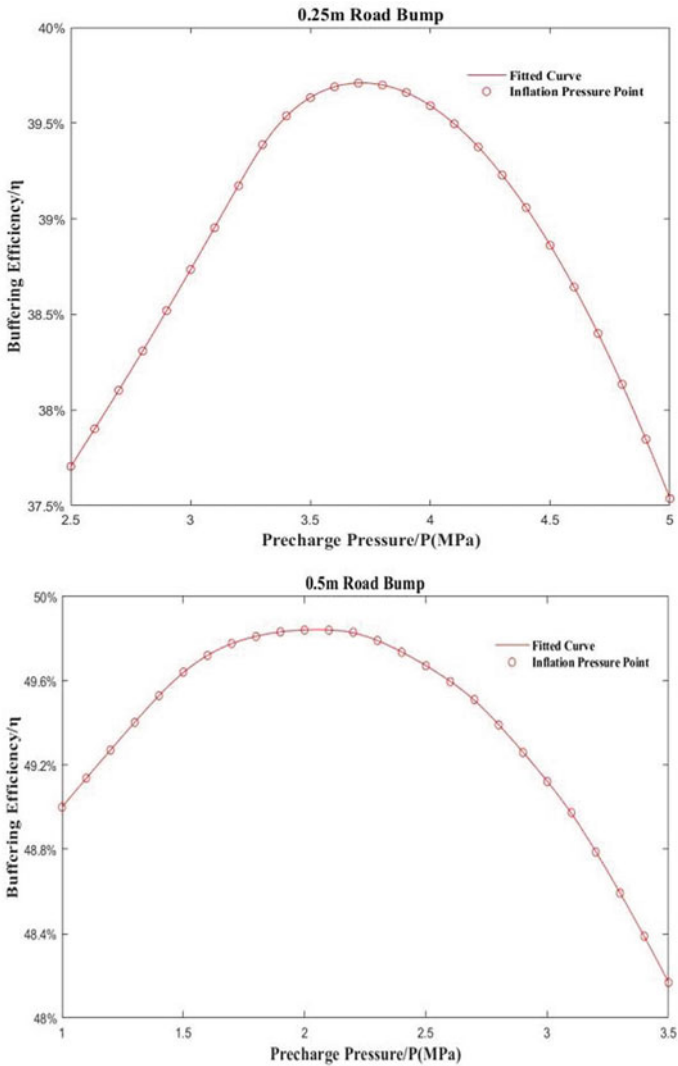 0.25m Road Bump
40%
Fitted Curve
Inflation Pressure Point
39.5%
39%
Buffering Efficiency/η
38.5%
38%
37.5%
2.5 3 3.5 4 4.5 5
Precharge Pressure/P(MPa)
0.5m Road Bump
50%
Fitted Curve
Inflation Pressure Point
49.6%
49.2%
Buffering Efficiency/η
48.8%
48.4%
48%
1 1.5 2 2.5 3 3.5
Precharge Pressure/P(MPa)